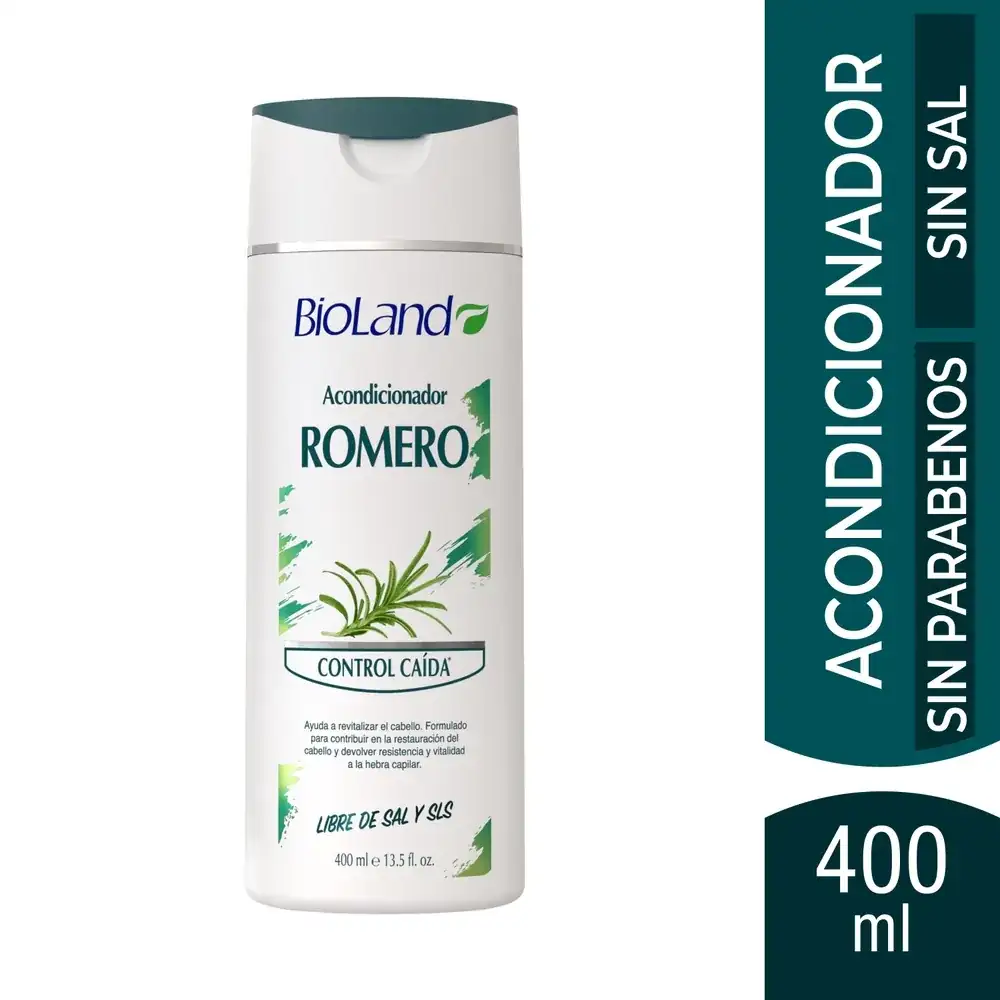 BioLand
Acondicionador
ROMERO
CONTROL CAÍDA*
Ayuda a revitalizar el cabello. Formulado
para contribuir en la restauración del
cabello y devolver resistencia y vitalidad
a la hebra capilar.
LIBRE DE SAL Y SLS
400 ml e 13.5 fl. oz.
ACONDICIONADOR
SIN PARABENOS
SIN SAL
400
ml